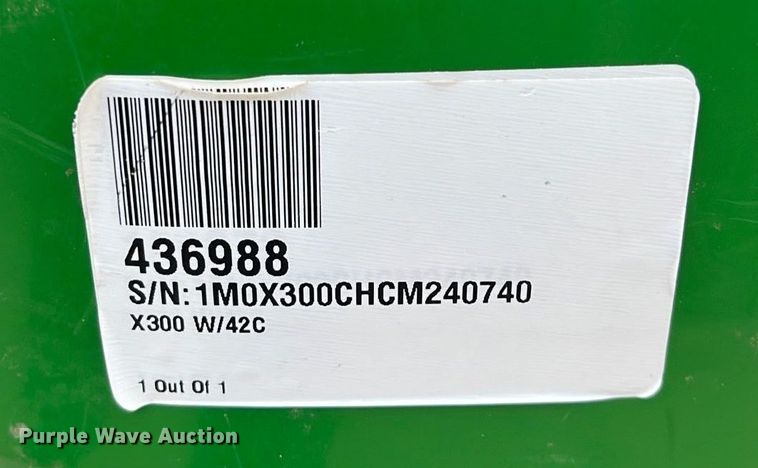 436988
S/N: 1M0X300CHCM240740
X300 W/42C
1 Out Of 1
Purple Wave Auction